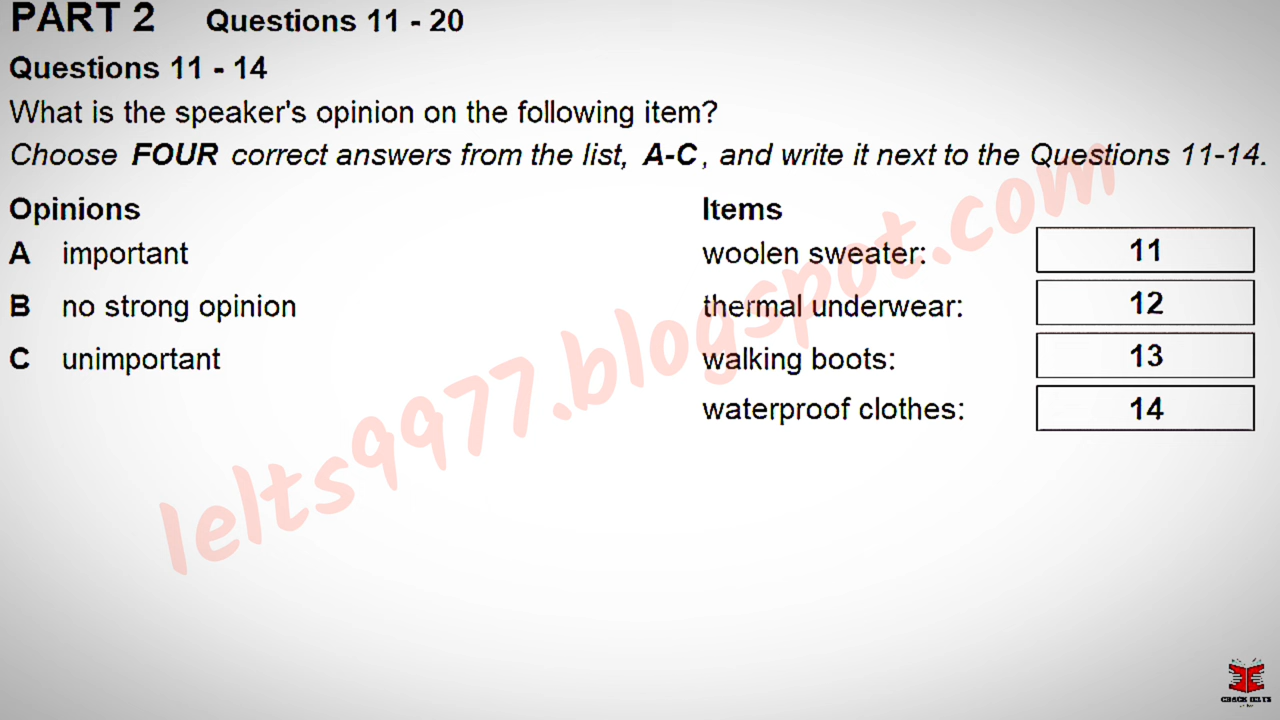 PART 2 Questions 11 - 20
Questions 11 - 14
What is the speaker's opinion on the following item?
Choose FOUR correct answers from the list, A-C, and write it next to the Questions 11-14.
Opinions
A important
B no strong opinion
C unimportant
Items
woolen sweater: 11
thermal underwear: 12
walking boots: 13
waterproof clothes: 14
Ielts9977.blogspot.com
CRACK IELTS